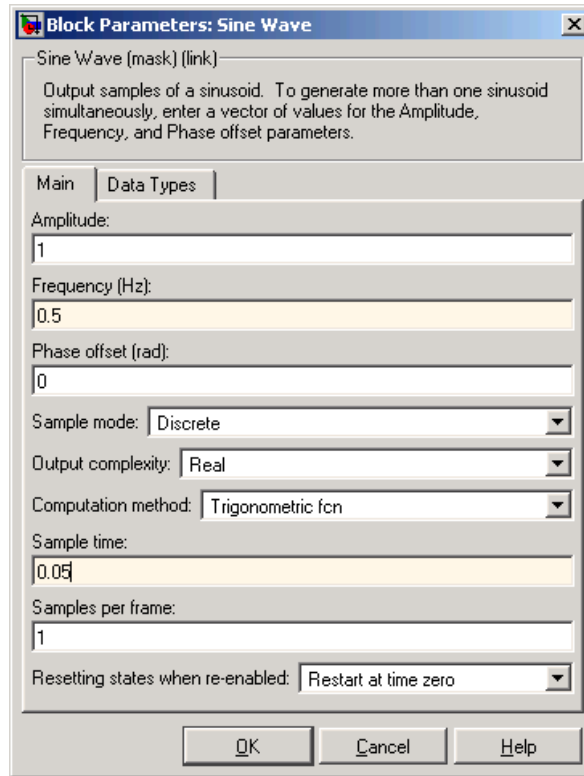 Block Parameters: Sine Wave
Sine Wave (mask) (link)
Output samples of a sinusoid. To generate more than one sinusoid
simultaneously, enter a vector of values for the Amplitude,
Frequency, and Phase offset parameters.
Main Data Types
Amplitude:
1
Frequency (Hz):
0.5
Phase offset (rad):
0
Sample mode: Discrete
Output complexity: Real
Computation method: Trigonometric fcn
Sample time:
0.05
Samples per frame:
1
Resetting states when re-enabled: Restart at time zero
OK Cancel Help